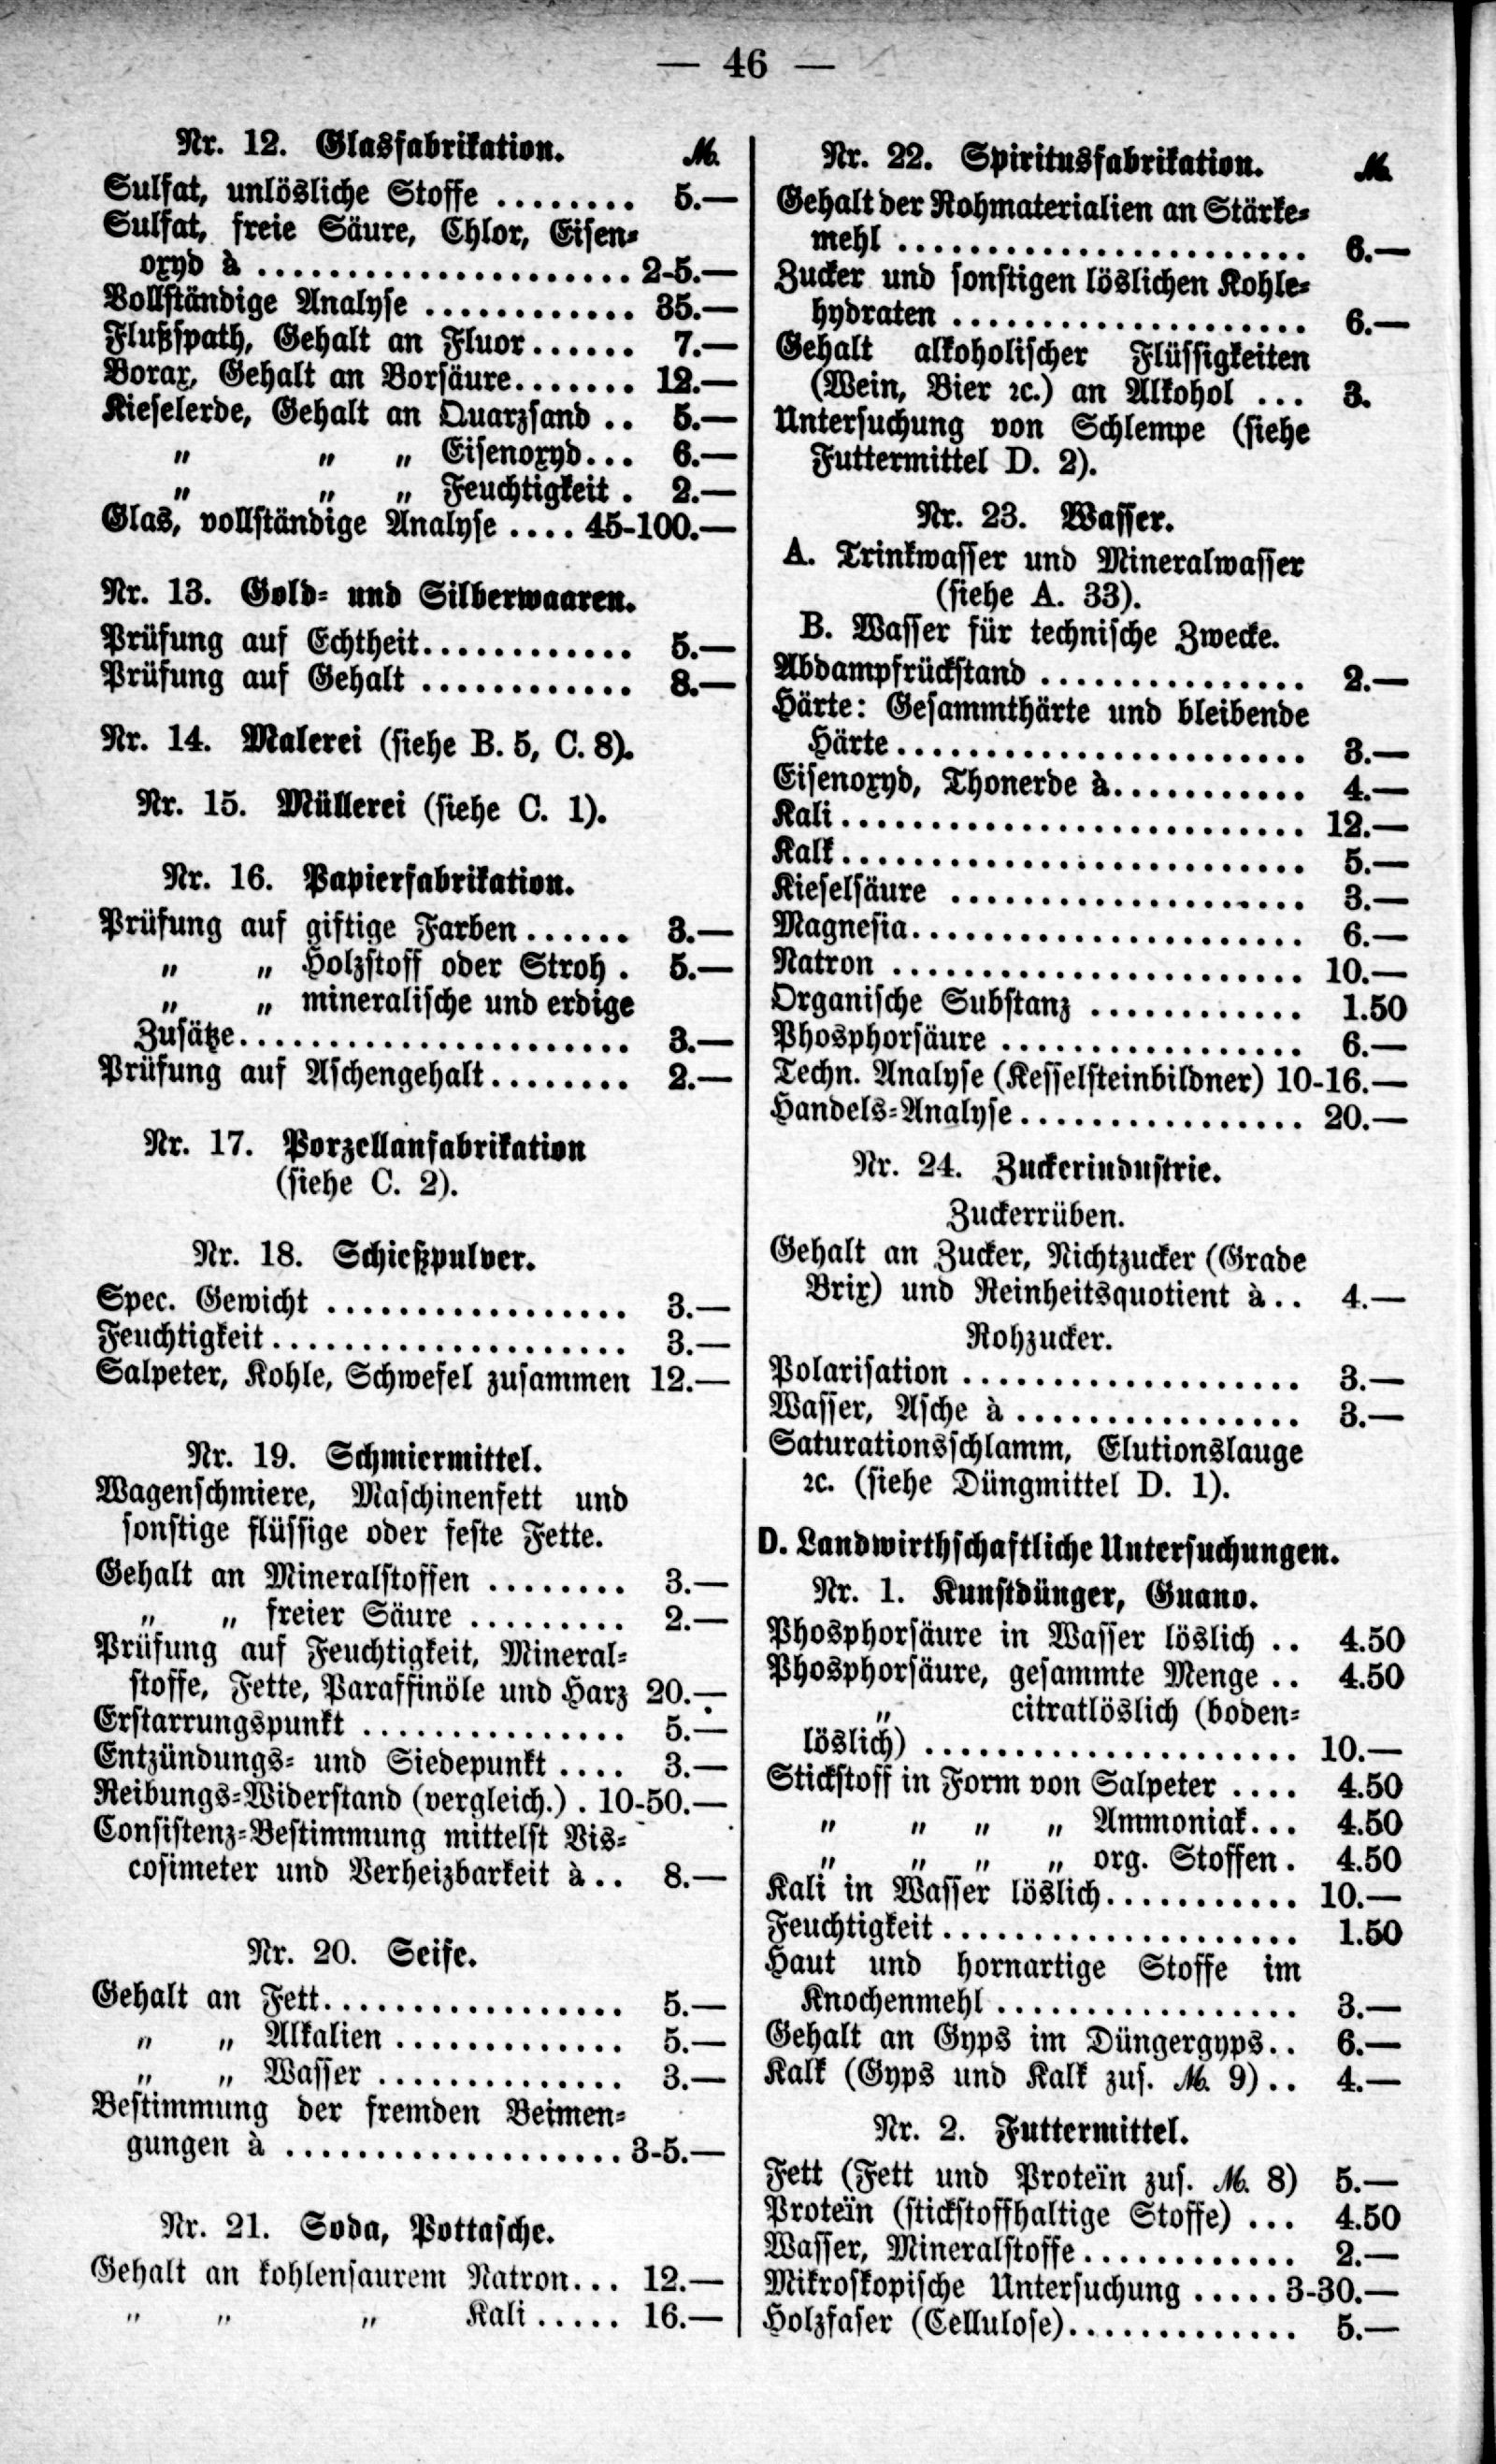 — 46 —
Nr. 12. Glasfabrikation. M.
Sulfat, unlösliche Stoffe ........ 5.—
Sulfat, freie Säure, Chlor, Eisen-
oxyd à ..................... 2-5.—
Vollständige Analyse ............ 35.—
Flußspath, Gehalt an Fluor...... 7.—
Borax, Gehalt an Borsäure....... 12.—
Kieselerde, Gehalt an Quarzsand .. 5.—
„ „ „ Eisenoxyd... 6.—
„ „ „ Feuchtigkeit . 2.—
Glas, vollständige Analyse .... 45-100.—
Nr. 13. Gold- und Silberwaaren.
Prüfung auf Echtheit............ 5.—
Prüfung auf Gehalt ............ 8.—
Nr. 14. Malerei (siehe B. 5, C. 8).
Nr. 15. Müllerei (siehe C. 1).
Nr. 16. Papierfabrikation.
Prüfung auf giftige Farben ...... 3.—
„ „ Holzstoff oder Stroh . 5.—
„ „ mineralische und erdige
Zusätze...................... 3.—
Prüfung auf Aschengehalt........ 2.—
Nr. 17. Porzellanfabrikation
(siehe C. 2).
Nr. 18. Schießpulver.
Spec. Gewicht ................. 3.—
Feuchtigkeit.................... 3.—
Salpeter, Kohle, Schwefel zusammen 12.—
Nr. 19. Schmiermittel.
Wagenschmiere, Maschinenfett und
sonstige flüssige oder feste Fette.
Gehalt an Mineralstoffen ........ 3.—
„ „ freier Säure ......... 2.—
Prüfung auf Feuchtigkeit, Mineral-
stoffe, Fette, Paraffinöle und Harz 20.—
Erstarrungspunkt ............... 5.—
Entzündungs- und Siedepunkt .... 3.—
Reibungs-Widerstand (vergleich.) . 10-50.—
Consistenz-Bestimmung mittelst Vis-
cosimeter und Verheizbarkeit à .. 8.—
Nr. 20. Seife.
Gehalt an Fett................. 5.—
„ „ Alkalien ............. 5.—
„ „ Wasser .............. 3.—
Bestimmung der fremden Beimen-
gungen à ................... 3-5.—
Nr. 21. Soda, Pottasche.
Gehalt an kohlensaurem Natron... 12.—
„ „ „ Kali ..... 16.—
Nr. 22. Spiritusfabrikation. M.
Gehalt der Rohmaterialien an Stärke-
mehl ....................... 6.—
Zucker und sonstigen löslichen Kohle-
hydraten .................... 6.—
Gehalt alkoholischer Flüssigkeiten
(Wein, Bier ꝛc.) an Alkohol ... 3.
Untersuchung von Schlempe (siehe
Futtermittel D. 2).
Nr. 23. Wasser.
A. Trinkwasser und Mineralwasser
(siehe A. 33).
B. Wasser für technische Zwecke.
Abdampfrückstand ............... 2.—
Härte: Gesammthärte und bleibende
Härte....................... 3.—
Eisenoxyd, Thonerde à........... 4.—
Kali.......................... 12.—
Kalk.......................... 5.—
Kieselsäure .................... 3.—
Magnesia...................... 6.—
Natron ....................... 10.—
Organische Substanz ............ 1.50
Phosphorsäure ................. 6.—
Techn. Analyse (Kesselsteinbildner) 10-16.—
Handels-Analyse................ 20.—
Nr. 24. Zuckerindustrie.
Zuckerrüben.
Gehalt an Zucker, Nichtzucker (Grade
Brix) und Reinheitsquotient à .. 4.—
Rohzucker.
Polarisation ................... 3.—
Wasser, Asche à ................ 3.—
Saturationsschlamm, Elutionslauge
ꝛc. (siehe Düngmittel D. 1).
D. Landwirthschaftliche Untersuchungen.
Nr. 1. Kunstdünger, Guano.
Phosphorsäure in Wasser löslich .. 4.50
Phosphorsäure, gesammte Menge .. 4.50
„ citratlöslich (boden-
löslich) ..................... 10.—
Stickstoff in Form von Salpeter .... 4.50
„ „ „ „ Ammoniak... 4.50
„ „ „ „ org. Stoffen . 4.50
Kali in Wasser löslich........... 10.—
Feuchtigkeit.................... 1.50
Haut und hornartige Stoffe im
Knochenmehl ................. 3.—
Gehalt an Gyps im Düngergyps.. 6.—
Kalk (Gyps und Kalk zus. M. 9).. 4.—
Nr. 2. Futtermittel.
Fett (Fett und Proteïn zus. M. 8) 5.—
Proteïn (stickstoffhaltige Stoffe) ... 4.50
Wasser, Mineralstoffe............ 2.—
Mikroskopische Untersuchung ..... 3-30.—
Holzfaser (Cellulose)............. 5.—